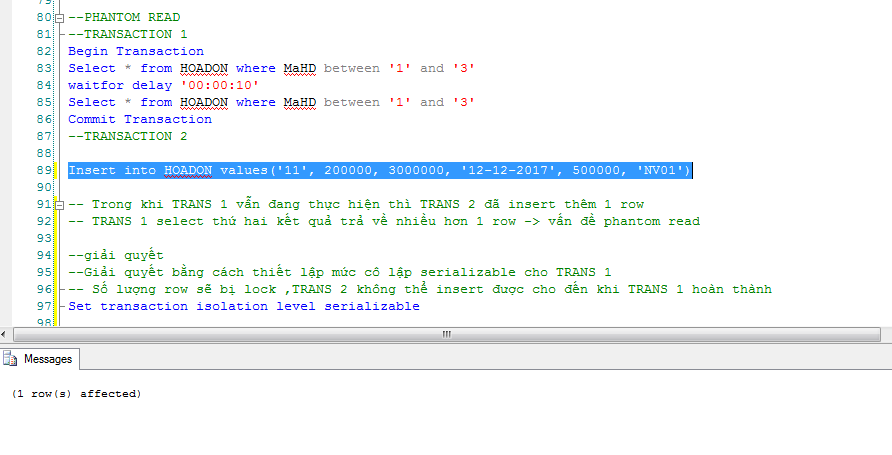 79
80 --PHANTOM READ
81 --TRANSACTION 1
82 Begin Transaction
83 Select * from HOADON where MaHD between '1' and '3'
84 waitfor delay '00:00:10'
85 Select * from HOADON where MaHD between '1' and '3'
86 Commit Transaction
87 --TRANSACTION 2
88
89 Insert into HOADON values('11', 200000, 3000000, '12-12-2017', 500000, 'NV01')
90
91 -- Trong khi TRANS 1 vẫn đang thực hiện thì TRANS 2 đã insert thêm 1 row
92 -- TRANS 1 select thứ hai kết quả trả về nhiều hơn 1 row -> vấn đề phantom read
93
94 --giải quyết
95 --Giải quyết bằng cách thiết lập mức cô lập serializable cho TRANS 1
96 -- Số lượng row sẽ bị lock ,TRANS 2 không thể insert được cho đến khi TRANS 1 hoàn thành
97 Set transaction isolation level serializable
98
Messages
(1 row(s) affected)